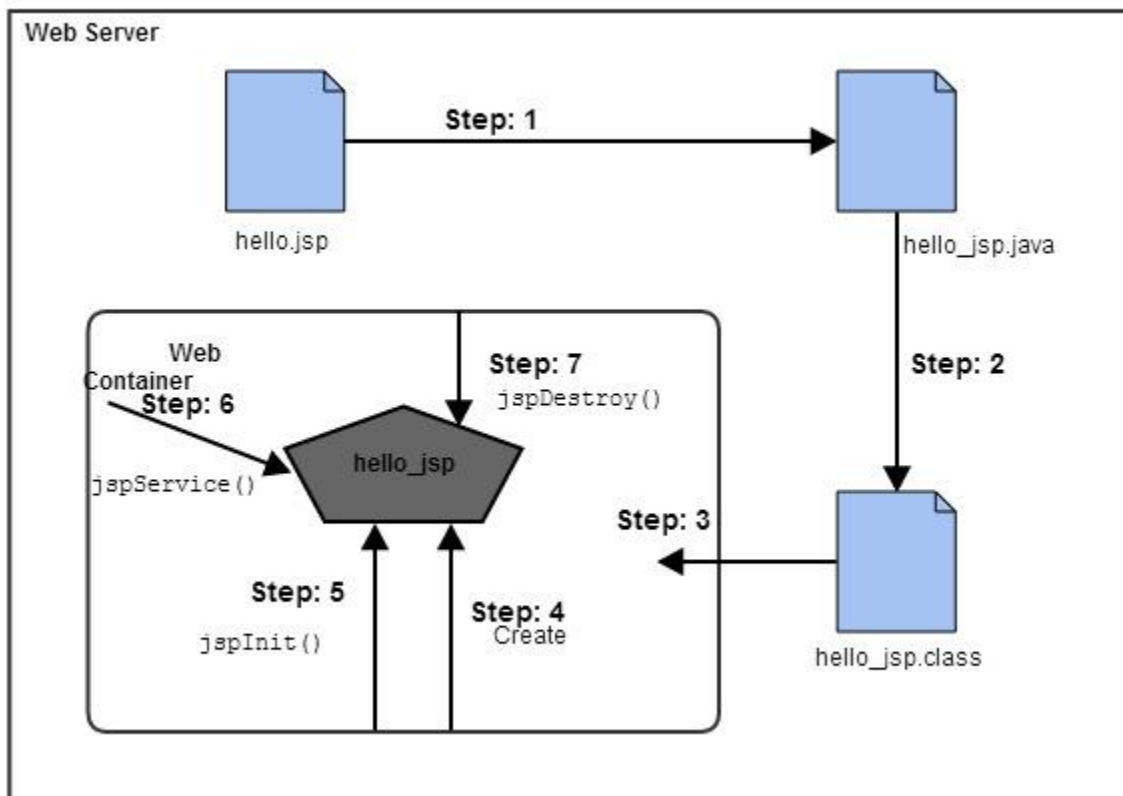 Web Server
Step: 1
hello.jsp
hello_jsp.java
Step: 2
Web
Container
Step: 6
jspService()
Step: 7
jspDestroy()
hello_jsp
Step: 3
Step: 5
jspInit()
Step: 4
Create
hello_jsp.class